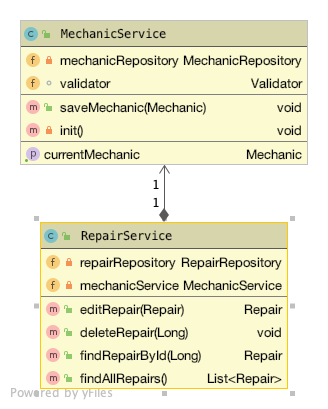 MechanicService
mechanicRepository MechanicRepository
validator Validator
saveMechanic(Mechanic) void
init() void
currentMechanic Mechanic
1
1
RepairService
repairRepository RepairRepository
mechanicService MechanicService
editRepair(Repair) Repair
deleteRepair(Long) void
findRepairById(Long) Repair
findAllRepairs() List<Repair>
Powered by yFiles